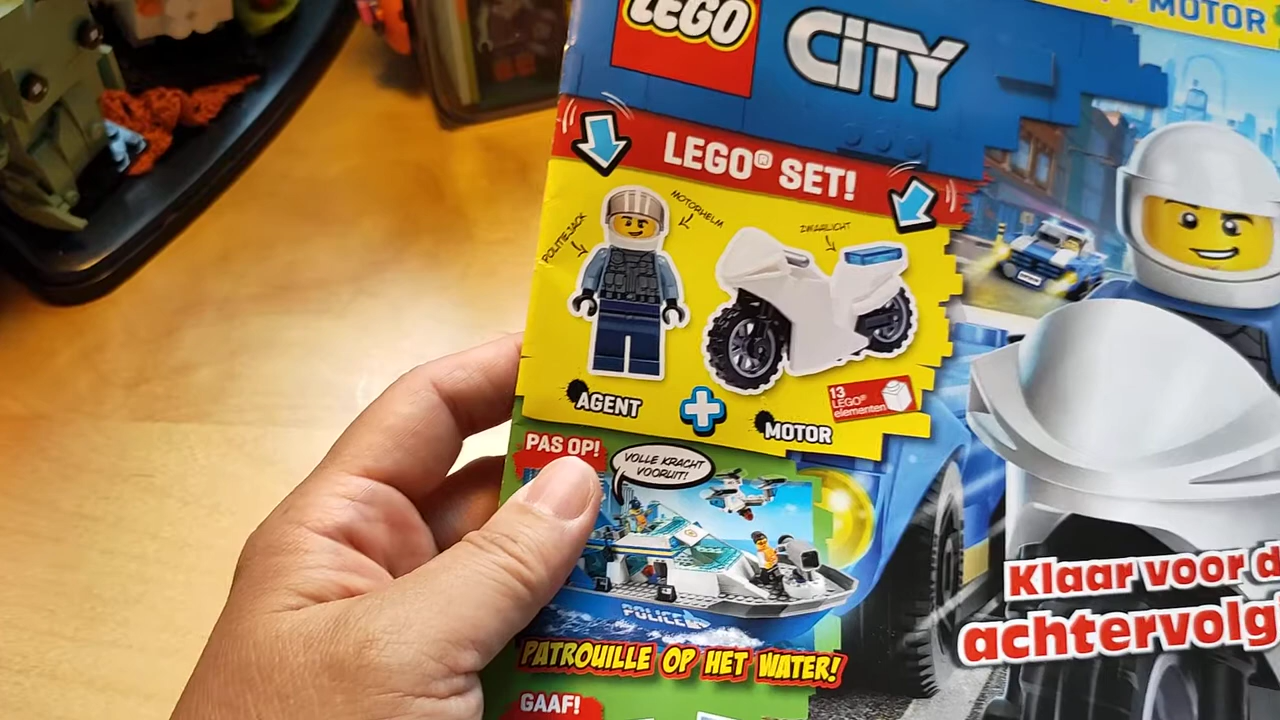 + MOTOR
LEGO
CITY
LEGO® SET!
POLITIEJACK
MOTORHELM
ZWAAILICHT
13
LEGO®
elementen
AGENT
MOTOR
PAS OP!
VOLLE KRACHT
VOORUIT!
POLICE
PATROUILLE OP HET WATER!
Klaar voor d
achtervolg
GAAF!